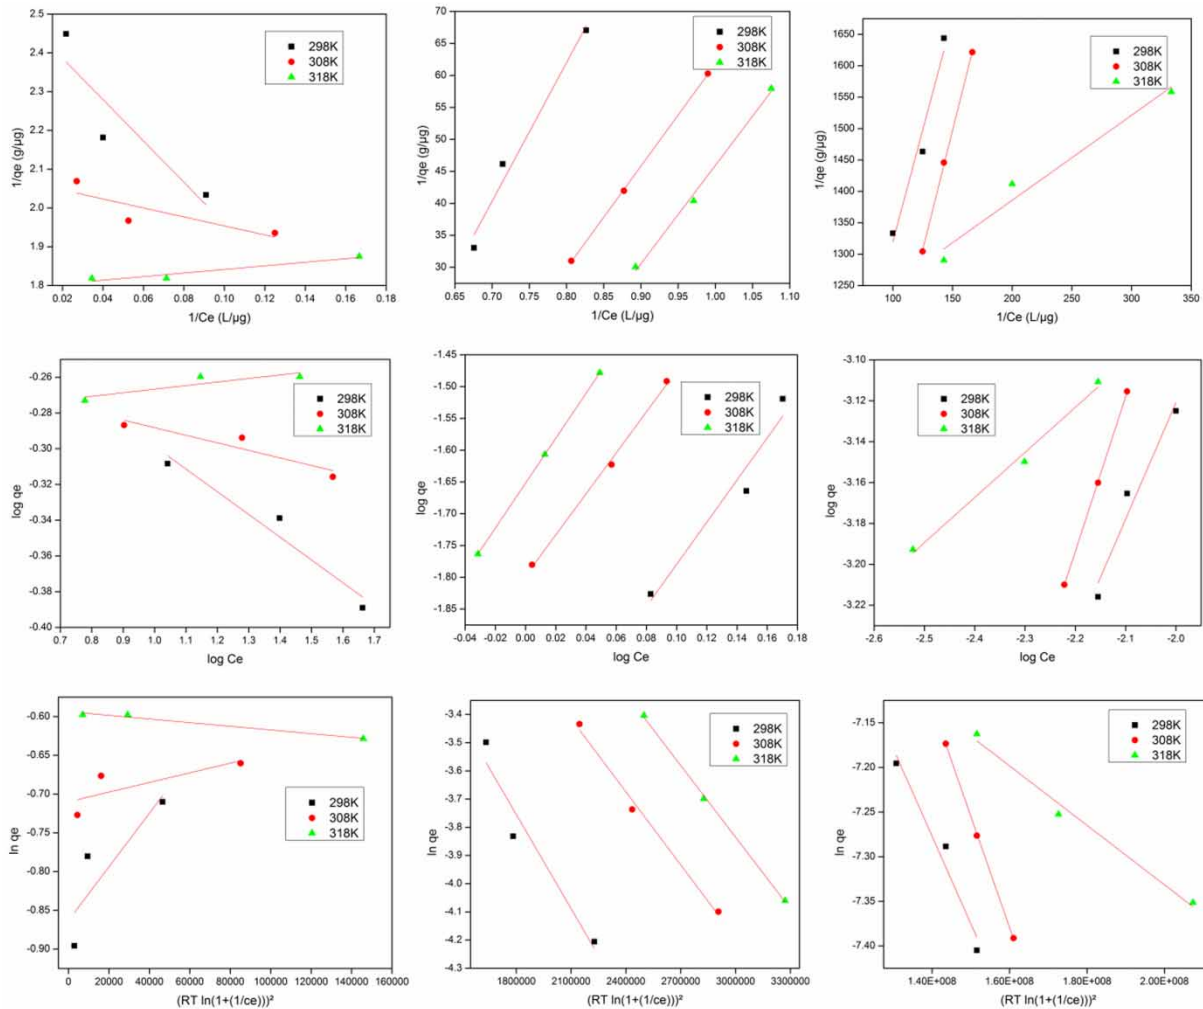 2.5
2.4
2.3
2.2
2.1
2.0
1.9
1.8
1/qe (g/µg)
298K
308K
318K
0.02 0.04 0.06 0.08 0.10 0.12 0.14 0.16 0.18
1/Ce (L/µg)
70
65
60
55
50
45
40
35
30
1/qe (g/µg)
298K
308K
318K
0.65 0.70 0.75 0.80 0.85 0.90 0.95 1.00 1.05 1.10
1/Ce (L/µg)
1650
1600
1550
1500
1450
1400
1350
1300
1250
1/qe (g/µg)
298K
308K
318K
100 150 200 250 300 350
1/Ce (L/µg)
-0.26
-0.28
-0.30
-0.32
-0.34
-0.36
-0.38
-0.40
log qe
298K
308K
318K
0.7 0.8 0.9 1.0 1.1 1.2 1.3 1.4 1.5 1.6 1.7
log Ce
-1.45
-1.50
-1.55
-1.60
-1.65
-1.70
-1.75
-1.80
-1.85
log qe
298K
308K
318K
-0.04 -0.02 0.00 0.02 0.04 0.06 0.08 0.10 0.12 0.14 0.16 0.18
log Ce
-3.10
-3.12
-3.14
-3.16
-3.18
-3.20
-3.22
log qe
298K
308K
318K
-2.6 -2.5 -2.4 -2.3 -2.2 -2.1 -2.0
log Ce
-0.60
-0.65
-0.70
-0.75
-0.80
-0.85
-0.90
ln qe
298K
308K
318K
0 20000 40000 60000 80000 100000 120000 140000 160000
(RT ln(1+(1/ce)))²
-3.4
-3.5
-3.6
-3.7
-3.8
-3.9
-4.0
-4.1
-4.2
-4.3
ln qe
298K
308K
318K
1800000 2100000 2400000 2700000 3000000 3300000
(RT ln(1+(1/ce)))²
-7.15
-7.20
-7.25
-7.30
-7.35
-7.40
ln qe
298K
308K
318K
1.40E+008 1.60E+008 1.80E+008 2.00E+008
(RT ln(1+(1/ce)))²